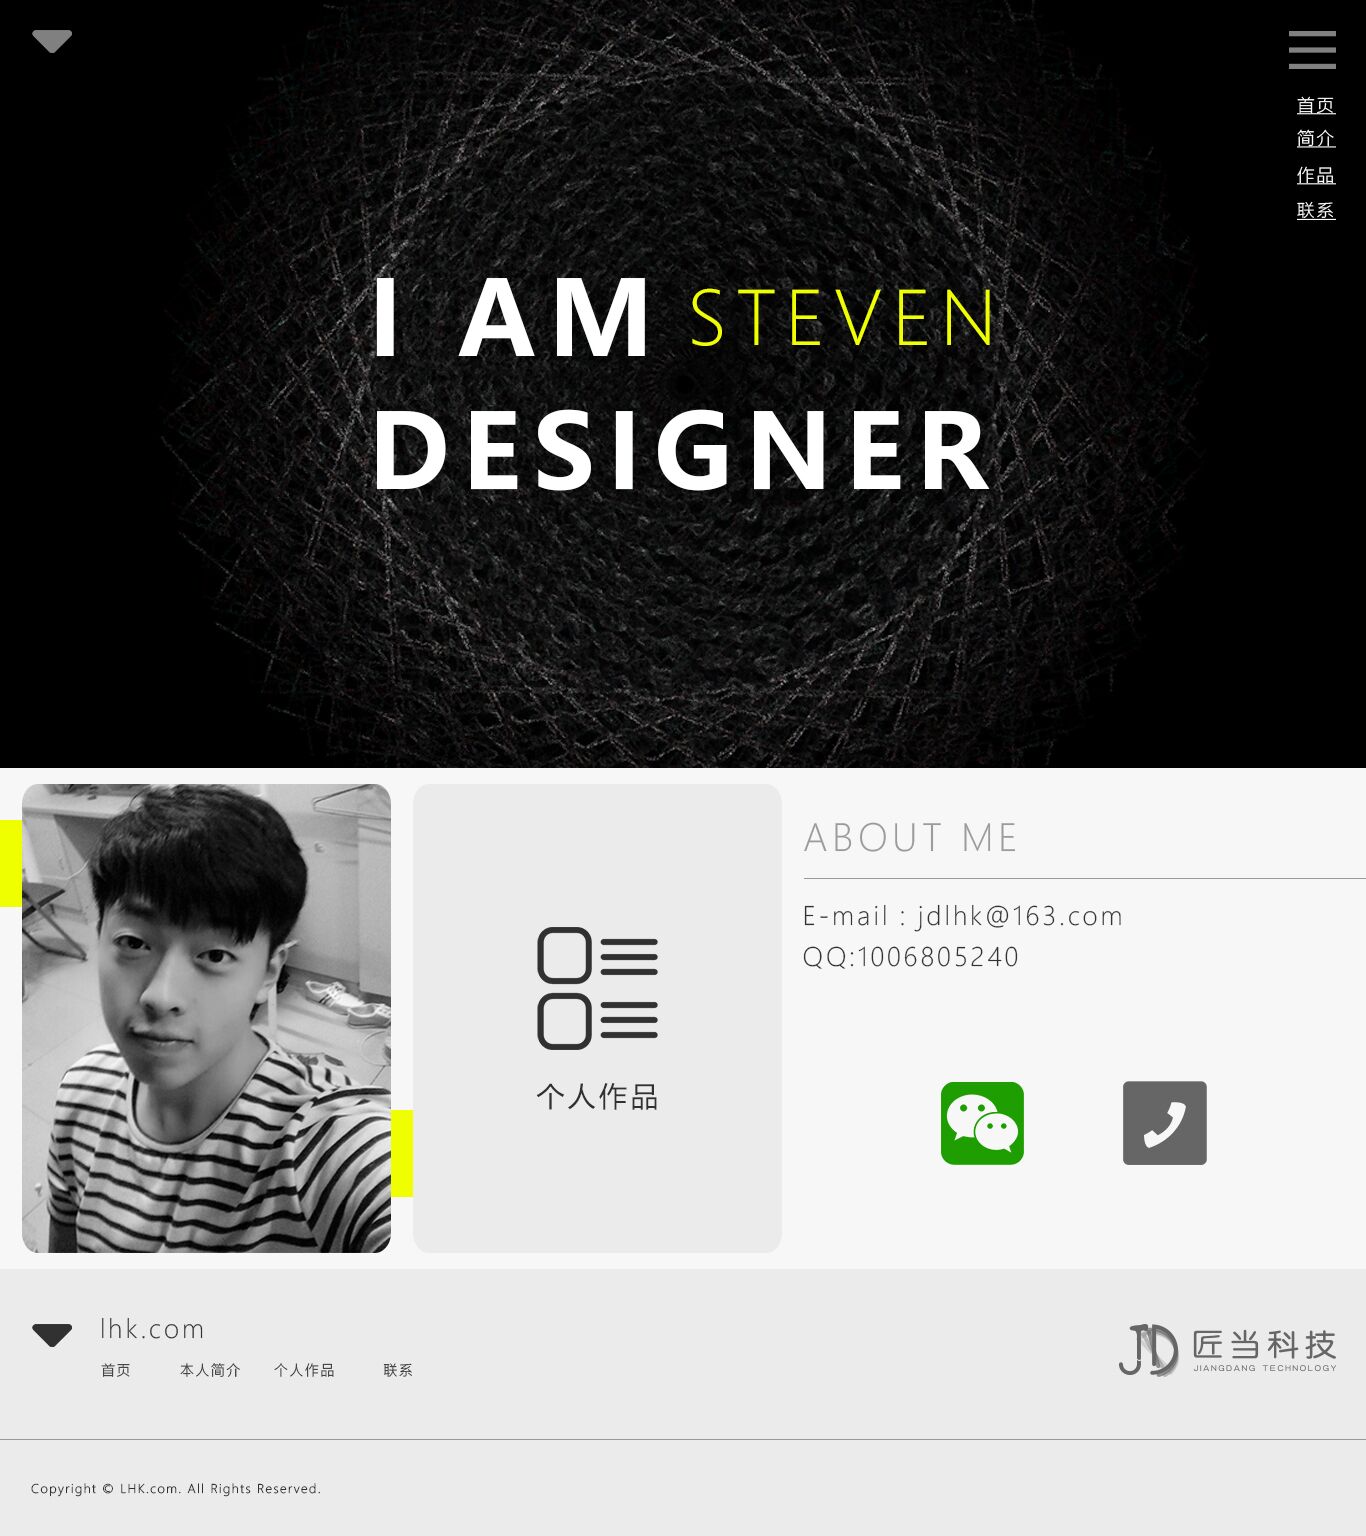 首页
简介
作品
联系
I AM STEVEN
DESIGNER
ABOUT ME
E-mail : jdlhk@163.com
QQ:1006805240
个人作品
lhk.com
首页 本人简介 个人作品 联系
JD 匠当科技
JIANGDANG TECHNOLOGY
Copyright © LHK.com. All Rights Reserved.